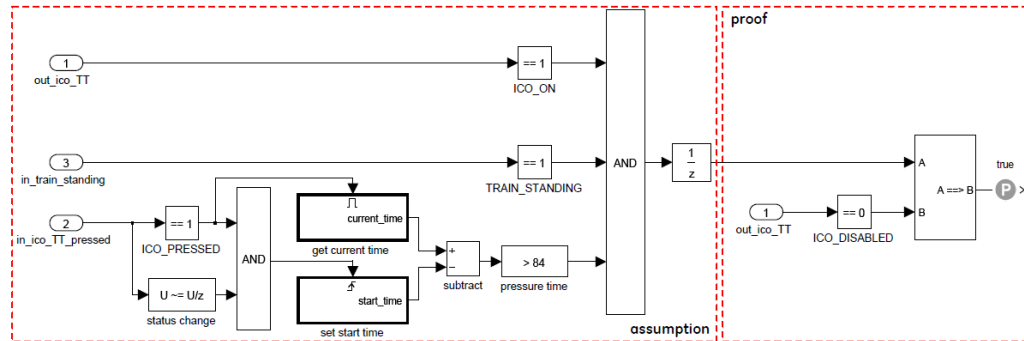 proof
1
out_ico_TT
== 1
ICO_ON
3
in_train_standing
== 1
TRAIN_STANDING
AND
1
z
2
in_ico_TT_pressed
== 1
ICO_PRESSED
U ~= U/z
status change
AND
current_time
get current time
start_time
set start time
+
−
subtract
> 84
pressure time
assumption
1
out_ico_TT
== 0
ICO_DISABLED
A
B
A ==> B
true
P